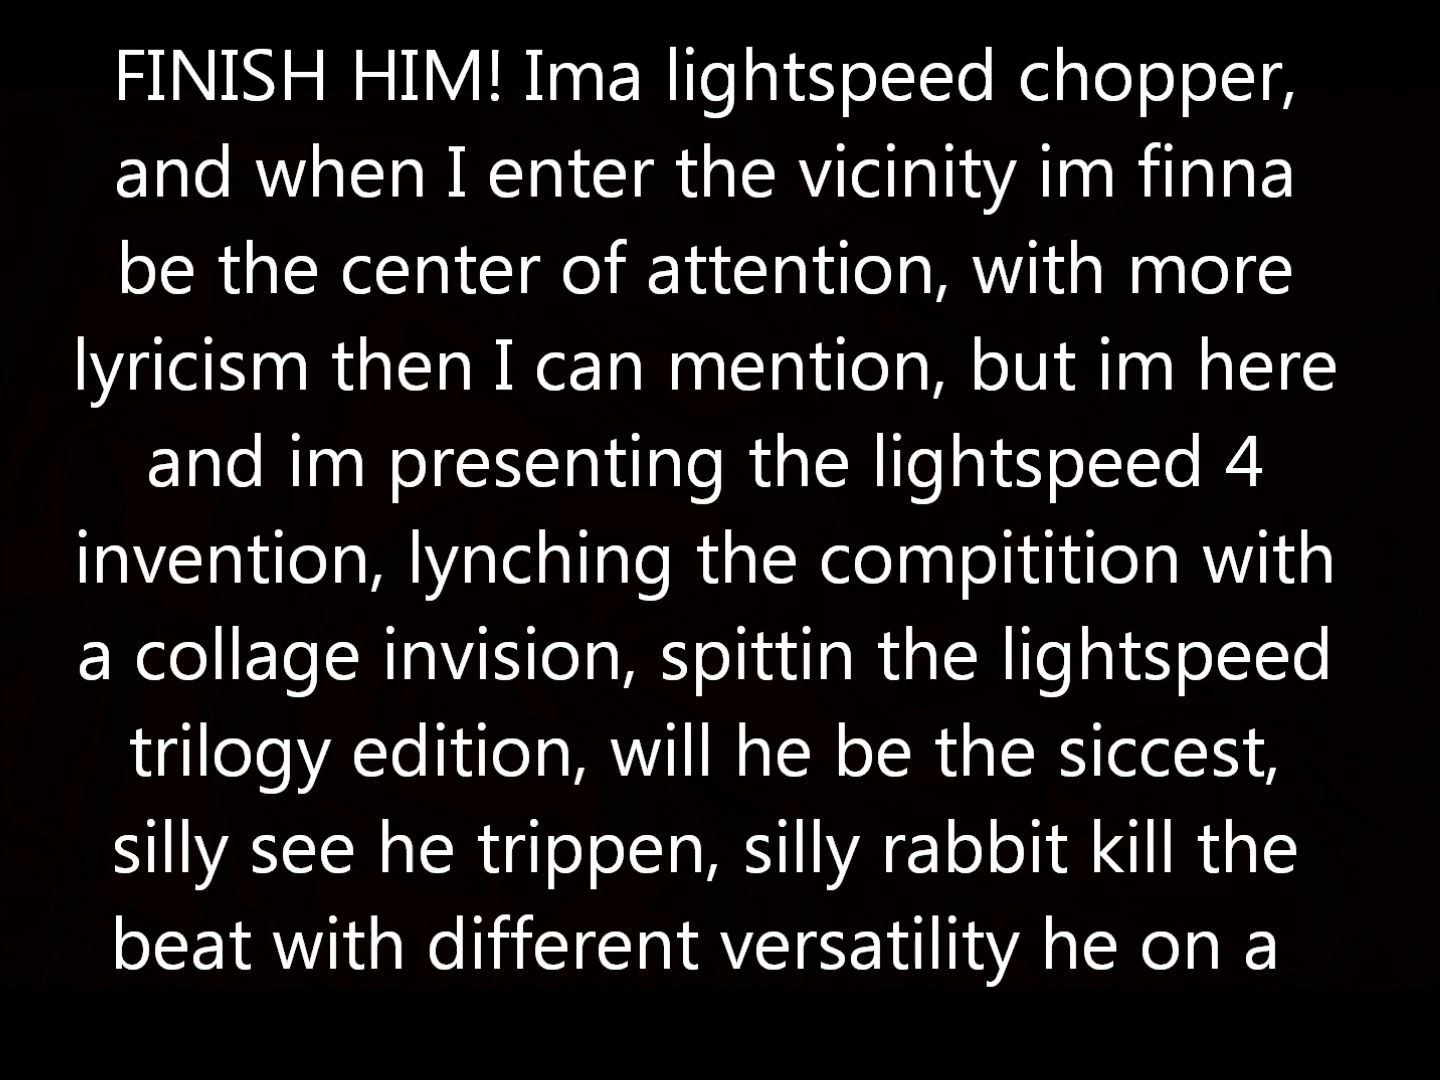 FINISH HIM! Ima lightspeed chopper,
and when I enter the vicinity im finna
be the center of attention, with more
lyricism then I can mention, but im here
and im presenting the lightspeed 4
invention, lynching the compitition with
a collage invision, spittin the lightspeed
trilogy edition, will he be the siccest,
silly see he trippen, silly rabbit kill the
beat with different versatility he on a